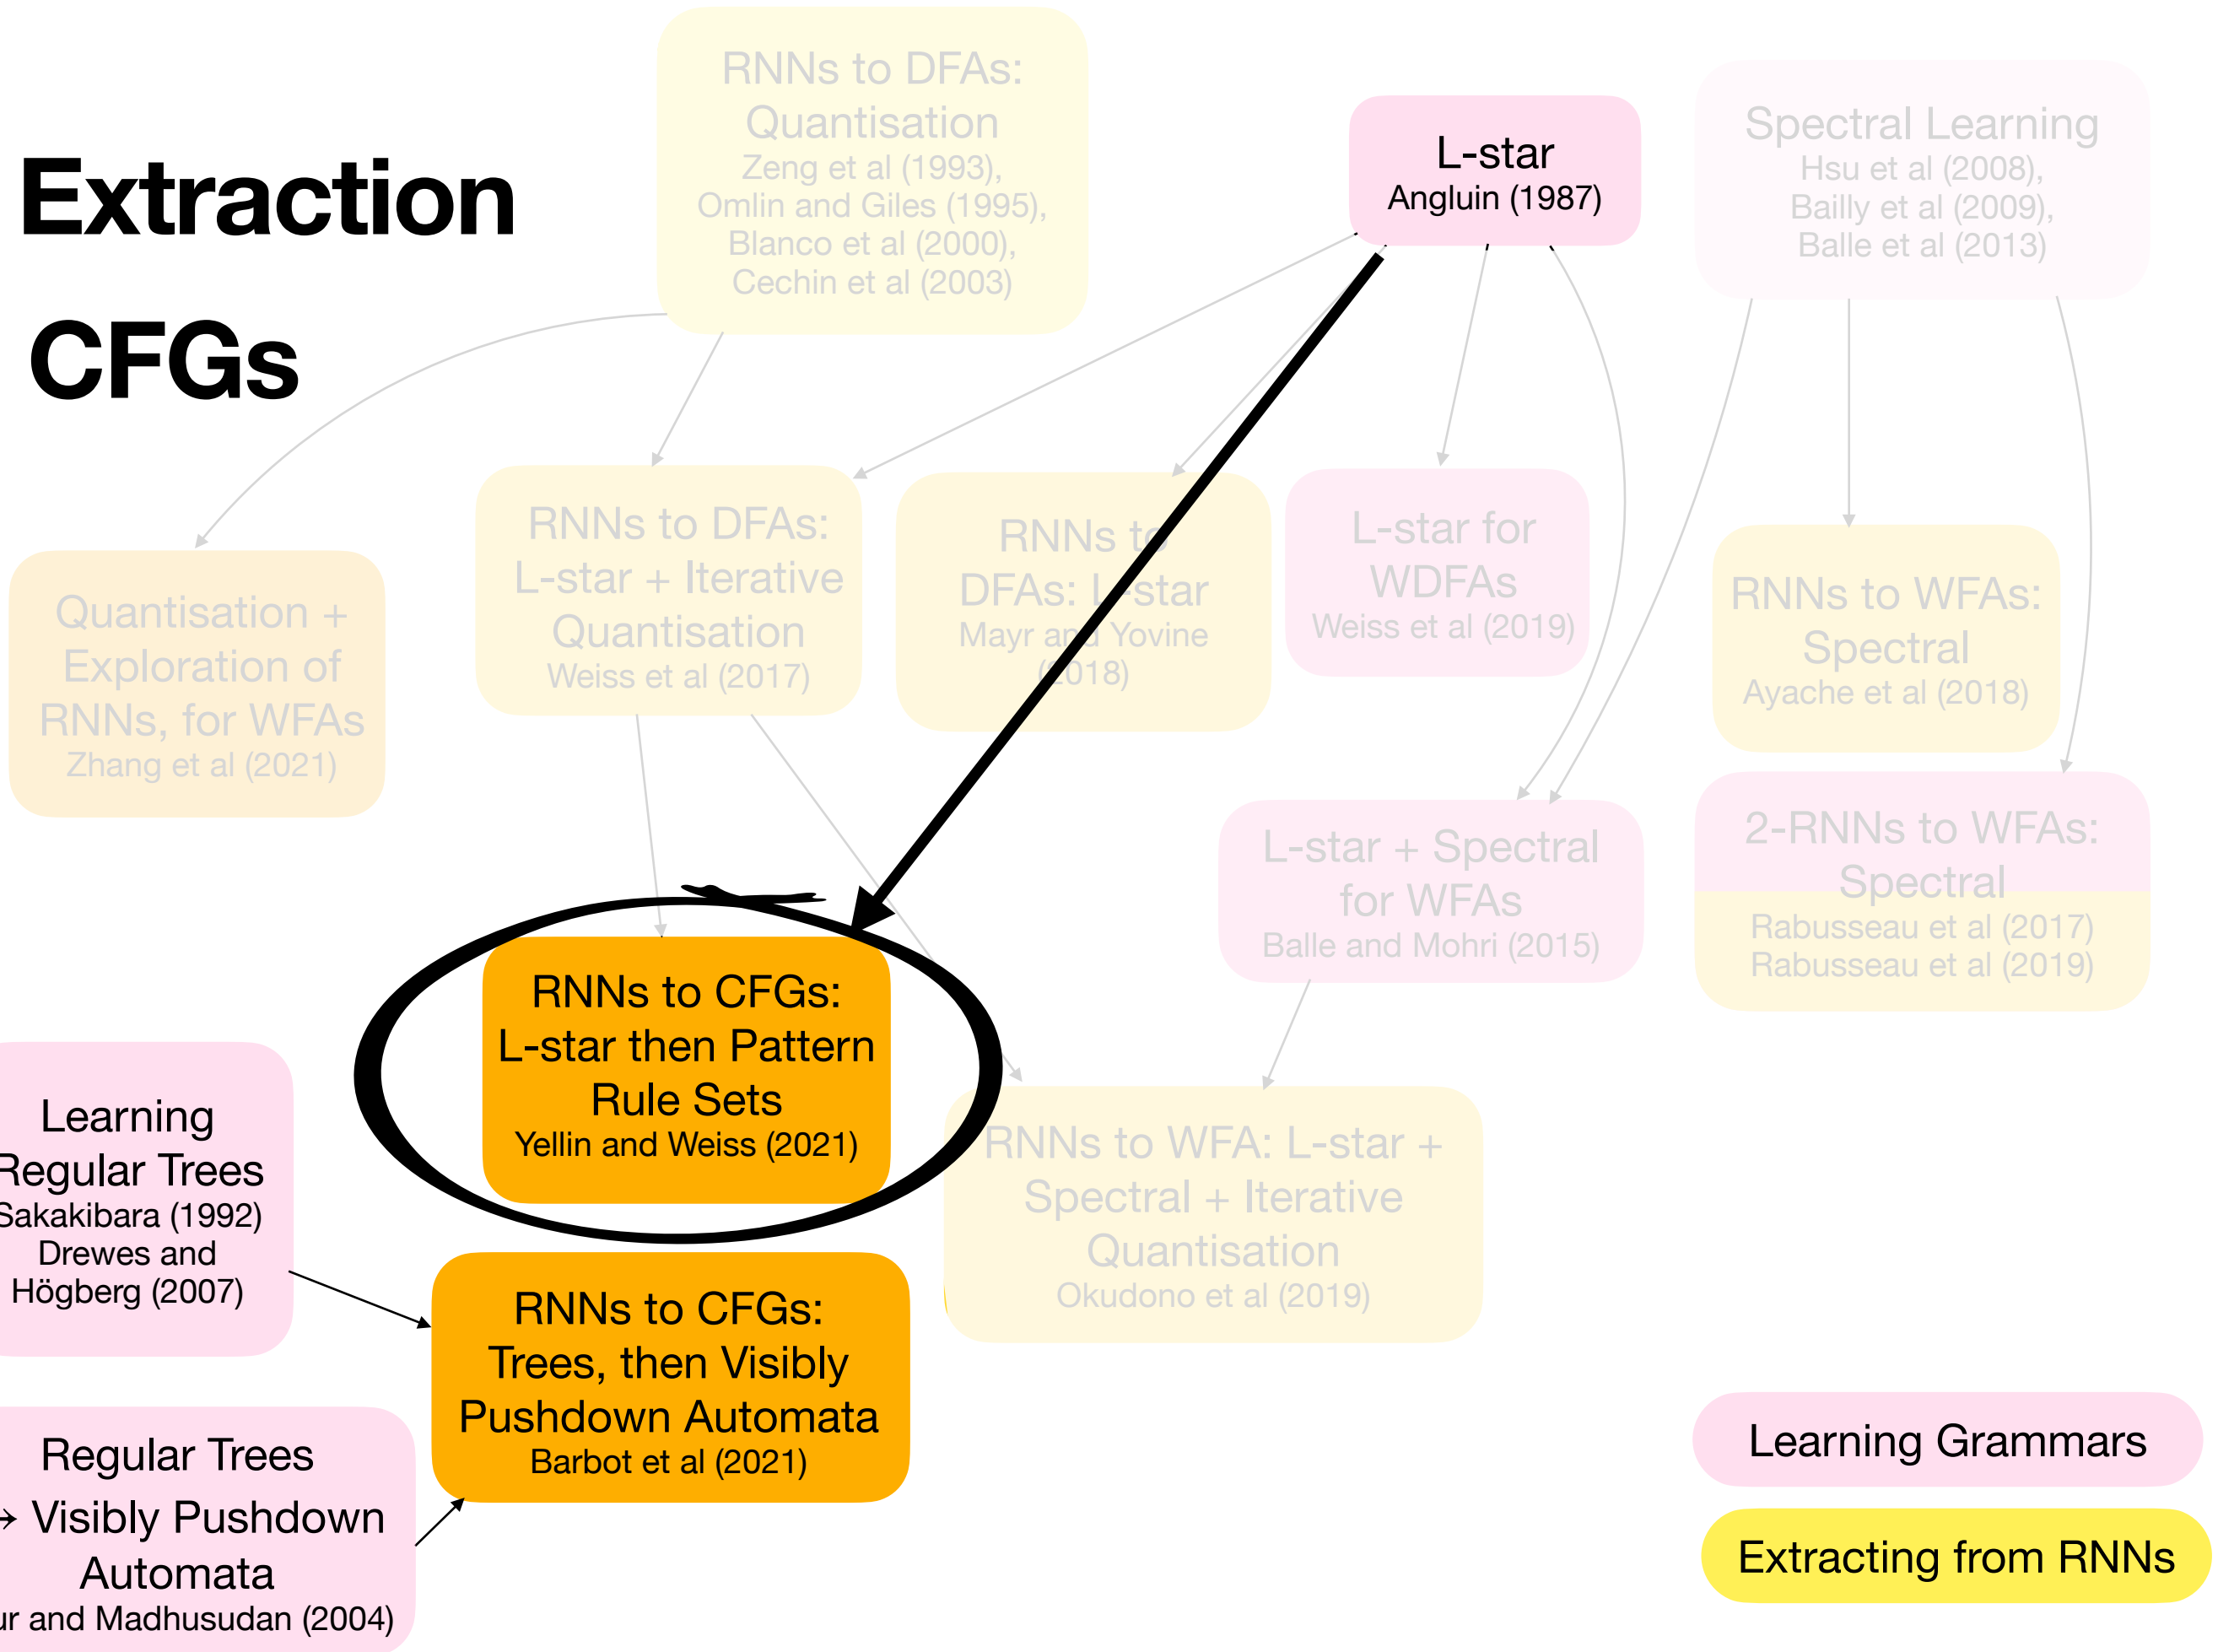 Extraction
CFGs
RNNs to DFAs:
Quantisation
Zeng et al (1993),
Omlin and Giles (1995),
Blanco et al (2000),
Cechin et al (2003)
L-star
Angluin (1987)
Spectral Learning
Hsu et al (2008),
Bailly et al (2009),
Balle et al (2013)
Quantisation +
Exploration of
RNNs, for WFAs
Zhang et al (2021)
RNNs to DFAs:
L-star + Iterative
Quantisation
Weiss et al (2017)
RNNs to
DFAs: L-star
Mayr and Yovine
(2018)
L-star for
WDFAs
Weiss et al (2019)
RNNs to WFAs:
Spectral
Ayache et al (2018)
L-star + Spectral
for WFAs
Balle and Mohri (2015)
2-RNNs to WFAs:
Spectral
Rabusseau et al (2017)
Rabusseau et al (2019)
RNNs to CFGs:
L-star then Pattern
Rule Sets
Yellin and Weiss (2021)
Learning
Regular Trees
Sakakibara (1992)
Drewes and
Högberg (2007)
RNNs to WFA: L-star +
Spectral + Iterative
Quantisation
Okudono et al (2019)
RNNs to CFGs:
Trees, then Visibly
Pushdown Automata
Barbot et al (2021)
Regular Trees
→ Visibly Pushdown
Automata
ur and Madhusudan (2004)
Learning Grammars
Extracting from RNNs